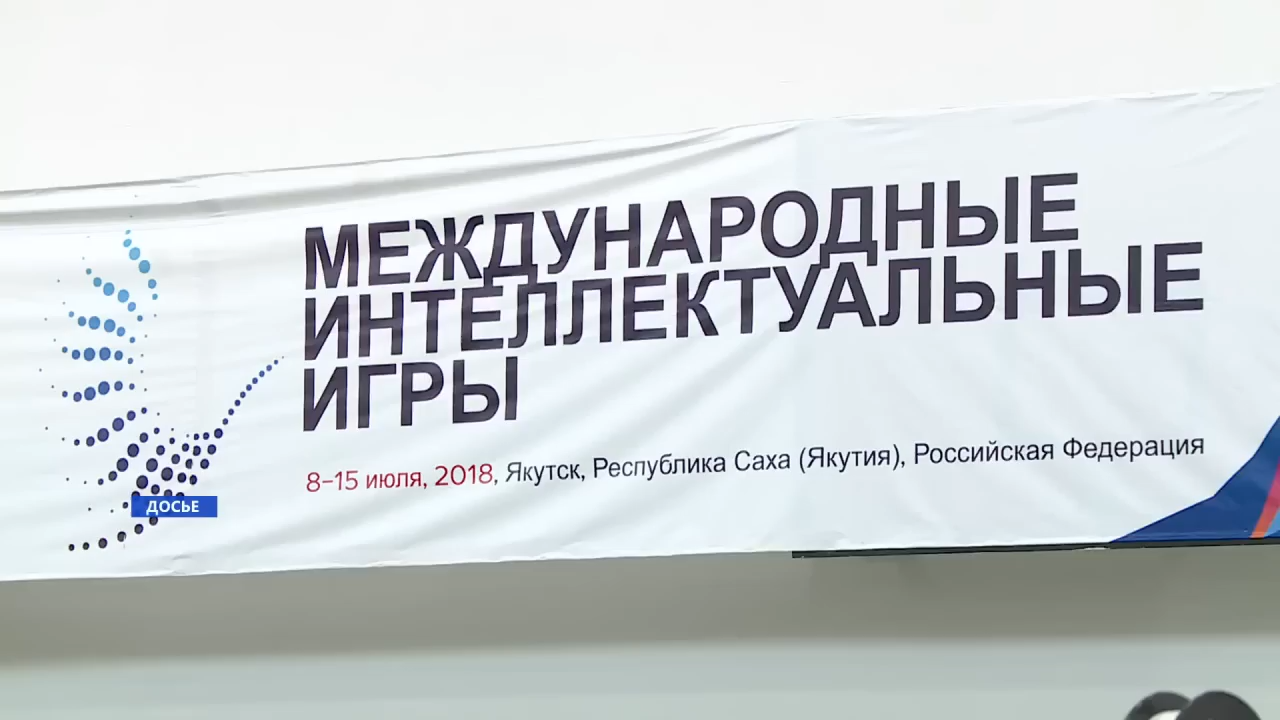 МЕЖДУНАРОДНЫЕ
ИНТЕЛЛЕКТУАЛЬНЫЕ
ИГРЫ
8–15 июля, 2018, Якутск, Республика Саха (Якутия), Российская Федерация
ДОСЬЕ